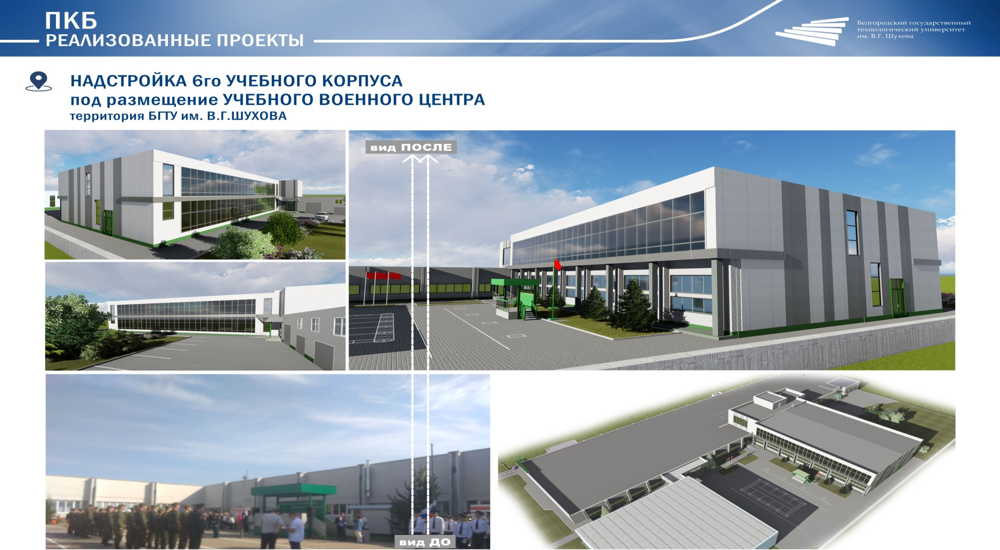 ПКБ
РЕАЛИЗОВАННЫЕ ПРОЕКТЫ
Белгородский государственный
технологический университет
им. В.Г. Шухова
НАДСТРОЙКА 6го УЧЕБНОГО КОРПУСА
под размещение УЧЕБНОГО ВОЕННОГО ЦЕНТРА
территория БГТУ им. В.Г.ШУХОВА
вид ПОСЛЕ
вид ДО